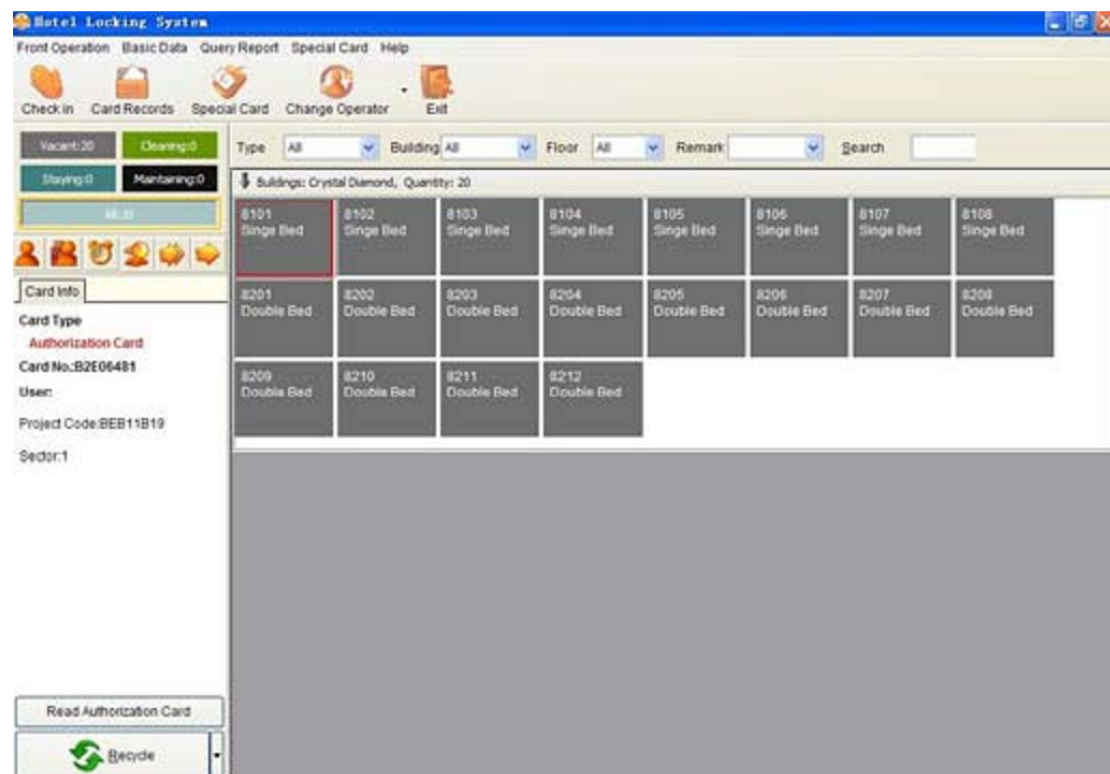 Hotel Locking System
Front Operation Basic Data Query Report Special Card Help
Check in Card Records Special Card Change Operator Exit
Vacant:20 Cleaning:0
Staying:0 Maintaining:0
Type All Building All Floor All Remark Search
Buildings: Crystal Diamond, Quantity: 20
8101 8102 8103 8104 8105 8106 8107 8108
Singe Bed Singe Bed Singe Bed Singe Bed Singe Bed Singe Bed Singe Bed Singe Bed
8201 8202 8203 8204 8205 8206 8207 8208
Double Bed Double Bed Double Bed Double Bed Double Bed Double Bed Double Bed Double Bed
8209 8210 8211 8212
Double Bed Double Bed Double Bed Double Bed
Card Info
Card Type
Authorization Card
Card No.:B2E06481
User:
Project Code:BEB11B19
Sector:1
Read Authorization Card
Recycle